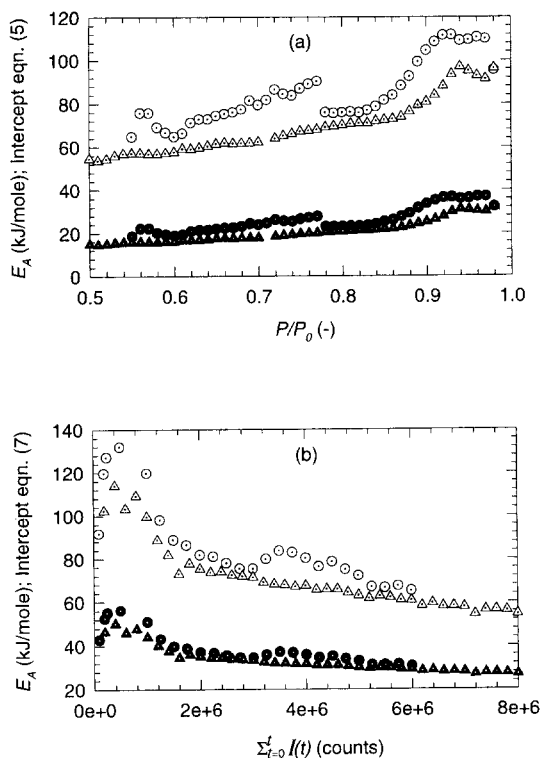 (a)
E_A (kJ/mole); Intercept eqn. (5)
120
100
80
60
40
20
0
0.5 0.6 0.7 0.8 0.9 1.0
P/P_0 (-)
(b)
E_A (kJ/mole); Intercept eqn. (7)
140
120
100
80
60
40
20
0e+0 2e+6 4e+6 6e+6 8e+6
Σ^t_{t=0} I(t) (counts)